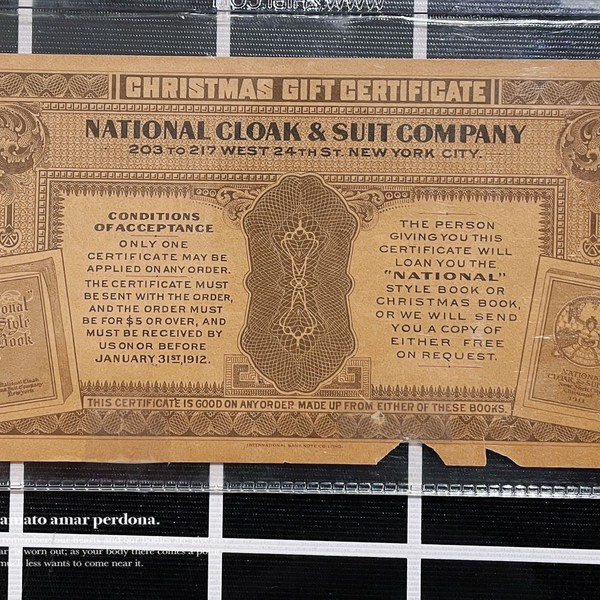 CHRISTMAS GIFT CERTIFICATE
NATIONAL CLOAK & SUIT COMPANY
203 TO 217 WEST 24TH ST. NEW YORK CITY.
CONDITIONS
OF ACCEPTANCE
ONLY ONE
CERTIFICATE MAY BE
APPLIED ON ANY ORDER.
THE CERTIFICATE MUST
BE SENT WITH THE ORDER,
AND THE ORDER MUST
BE FOR $5 OR OVER, AND
MUST BE RECEIVED BY
US ON OR BEFORE
JANUARY 31ST, 1912.
THE PERSON
GIVING YOU THIS
CERTIFICATE WILL
LOAN YOU THE
"NATIONAL"
STYLE BOOK OR
CHRISTMAS BOOK,
OR WE WILL SEND
YOU A COPY OF
EITHER FREE
ON REQUEST.
THIS CERTIFICATE IS GOOD ON ANY ORDER MADE UP FROM EITHER OF THESE BOOKS.
amar perdona.
worn out; as your body there comes a
less wants to come near it.